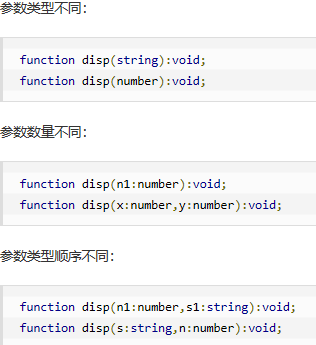 参数类型不同：
function disp(string):void;
function disp(number):void;
参数数量不同：
function disp(n1:number):void;
function disp(x:number,y:number):void;
参数类型顺序不同：
function disp(n1:number,s1:string):void;
function disp(s:string,n:number):void;